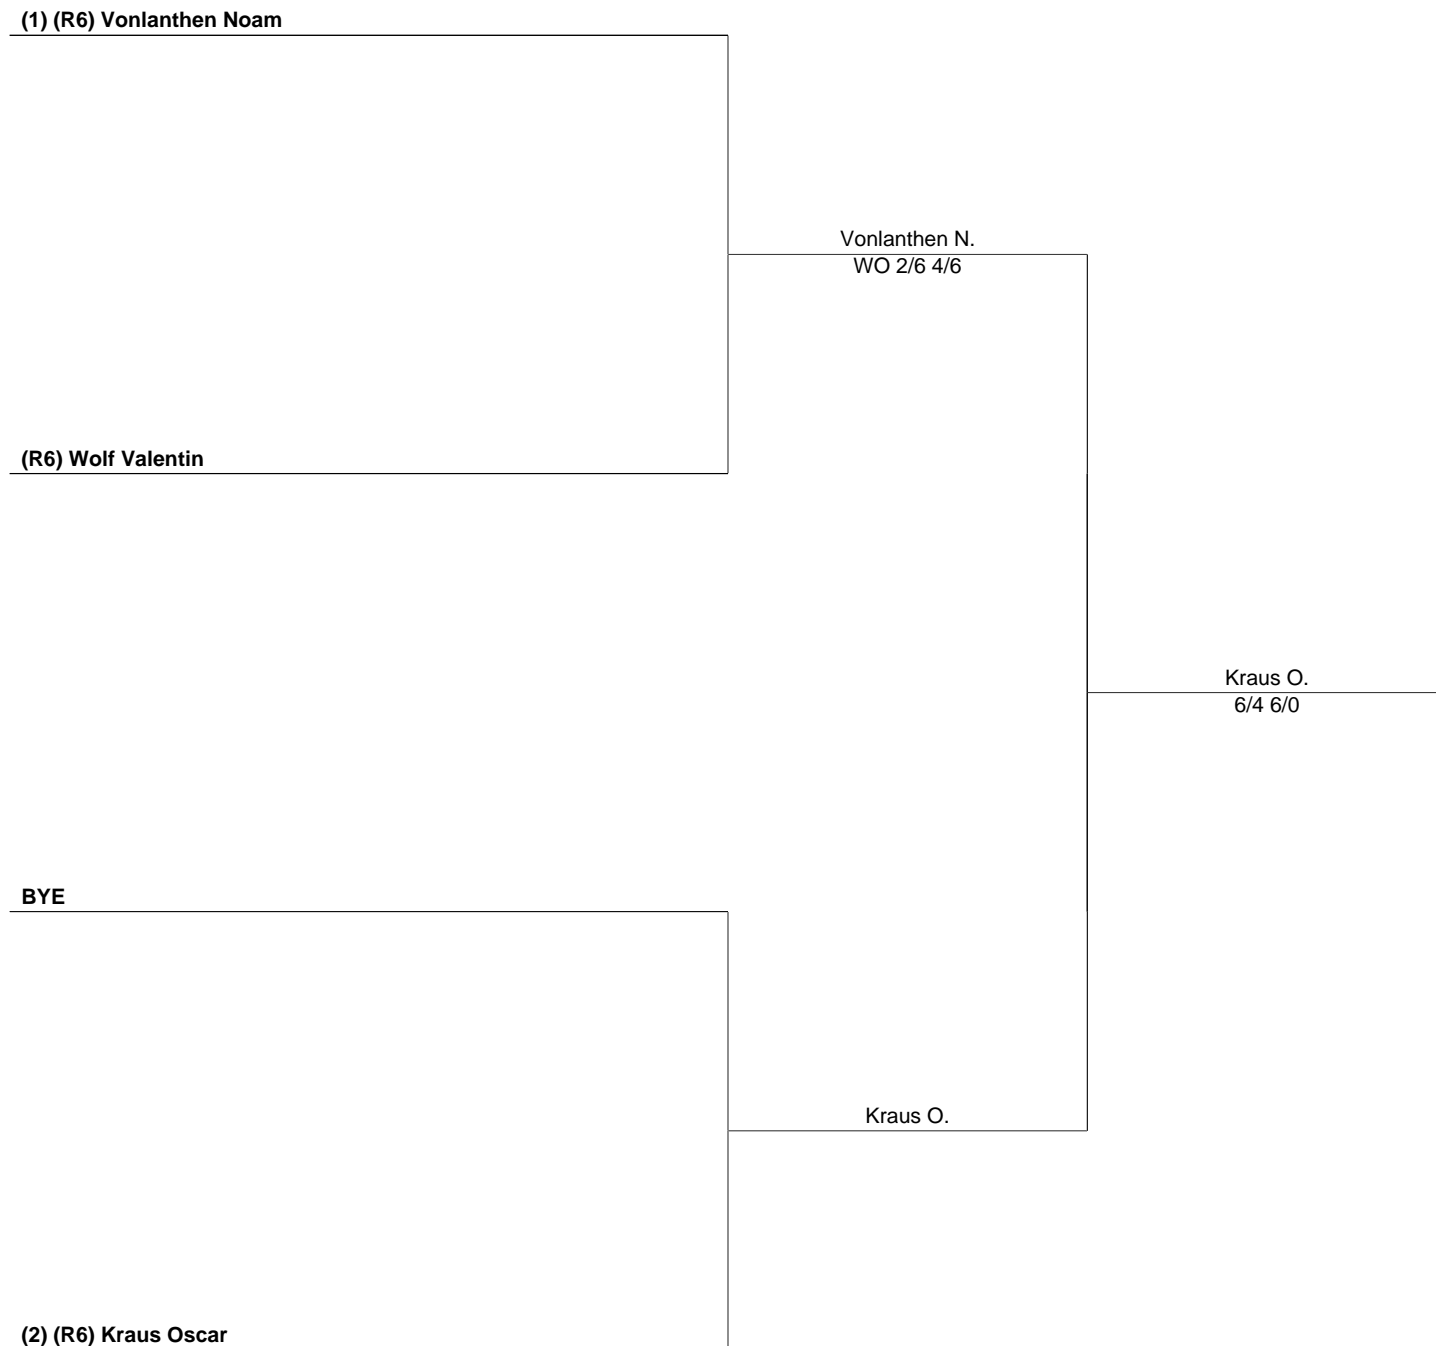 (1) (R6) Vonlanthen Noam
Vonlanthen N.
WO 2/6 4/6
(R6) Wolf Valentin
Kraus O.
6/4 6/0
BYE
Kraus O.
(2) (R6) Kraus Oscar